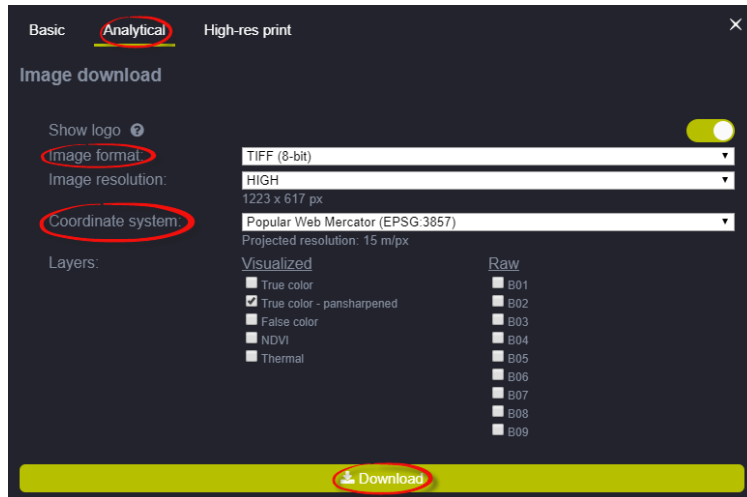 Basic Analytical High-res print ×
Image download
Show logo ?
Image format: TIFF (8-bit)
Image resolution: HIGH
1223 x 617 px
Coordinate system: Popular Web Mercator (EPSG:3857)
Projected resolution: 15 m/px
Layers: Visualized Raw
True color B01
True color - pansharpened B02
False color B03
NDVI B04
Thermal B05
B06
B07
B08
B09
Download